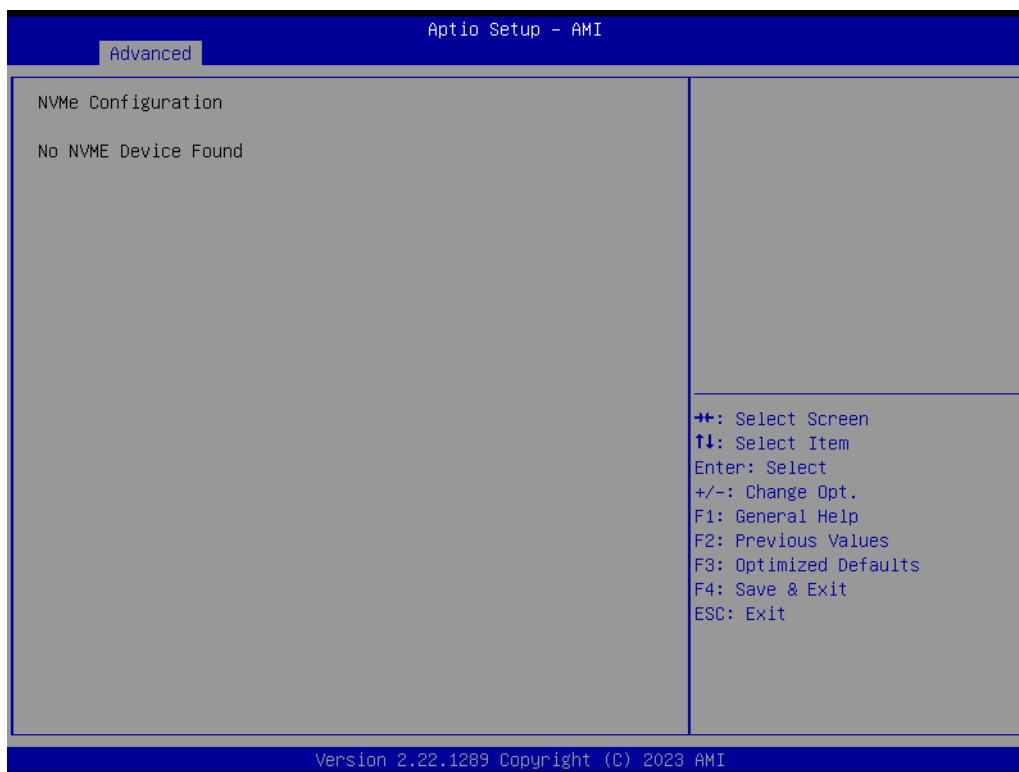 Aptio Setup – AMI
Advanced
NVMe Configuration
No NVME Device Found
→←: Select Screen
↑↓: Select Item
Enter: Select
+/-: Change Opt.
F1: General Help
F2: Previous Values
F3: Optimized Defaults
F4: Save & Exit
ESC: Exit
Version 2.22.1289 Copyright (C) 2023 AMI